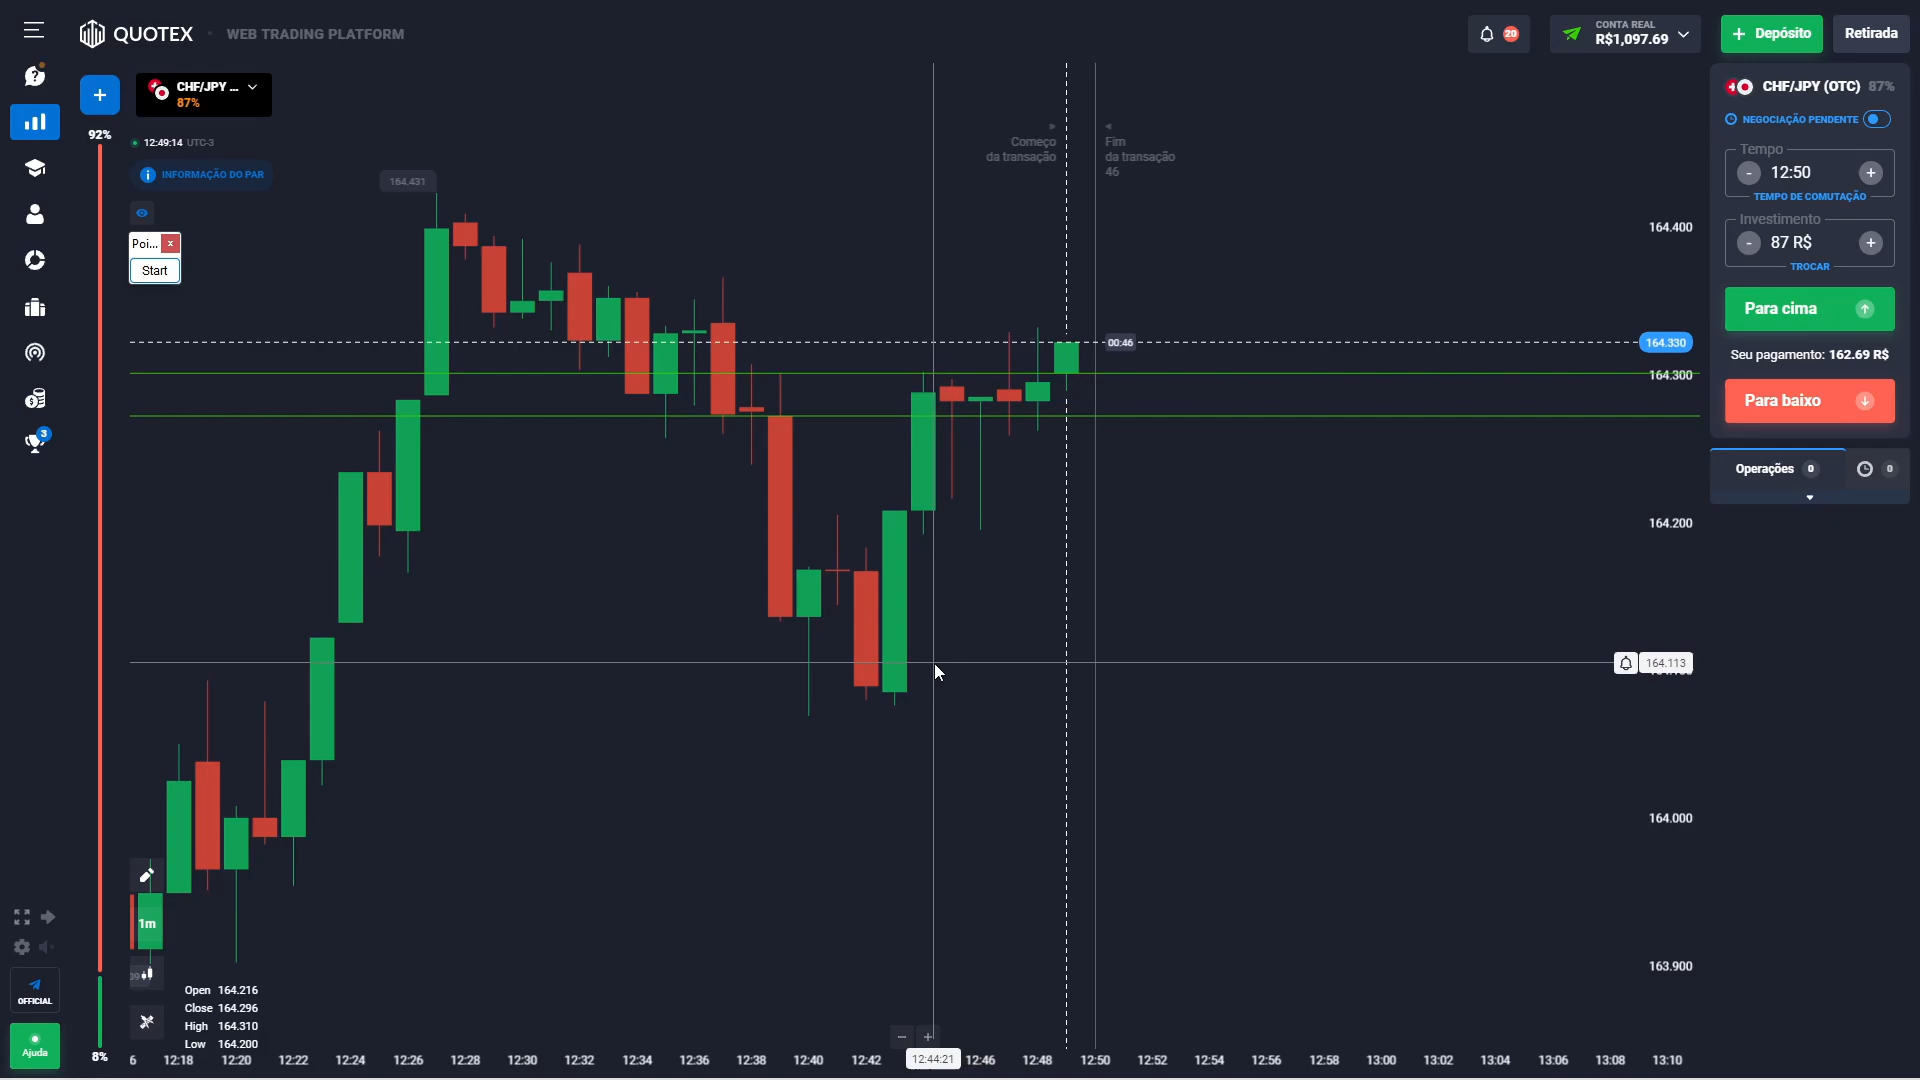 QUOTEX
WEB TRADING PLATFORM
20
CONTA REAL
R$1,097.69
+ Depósito
Retirada
+
CHF/JPY ...
87%
92%
12:49:14 UTC-3
INFORMAÇÃO DO PAR
Poi... x
Start
164.431
Começo
da transação
Fim
da transação
46
00:46
164.400
164.330
164.300
164.200
164.113
164.000
163.900
CHF/JPY (OTC) 87%
NEGOCIAÇÃO PENDENTE
Tempo
- 12:50 +
TEMPO DE COMUTAÇÃO
Investimento
- 87 R$ +
TROCAR
Para cima
Seu pagamento: 162.69 R$
Para baixo
Operações 0
0
3
1m
09
OFFICIAL
Ajuda
8%
Open 164.216
Close 164.296
High 164.310
Low 164.200
− +
6 12:18 12:20 12:22 12:24 12:26 12:28 12:30 12:32 12:34 12:36 12:38 12:40 12:42 12:44:21 12:46 12:48 12:50 12:52 12:54 12:56 12:58 13:00 13:02 13:04 13:06 13:08 13:10